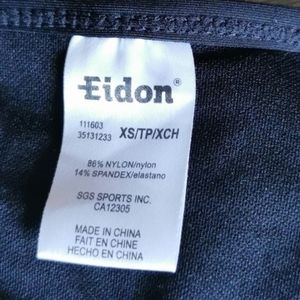 Eidon®
111603
35131233 XS/TP/XCH
86% NYLON/nylon
14% SPANDEX/elastano
SGS SPORTS INC.
CA12305
MADE IN CHINA
FAIT EN CHINE
HECHO EN CHINA